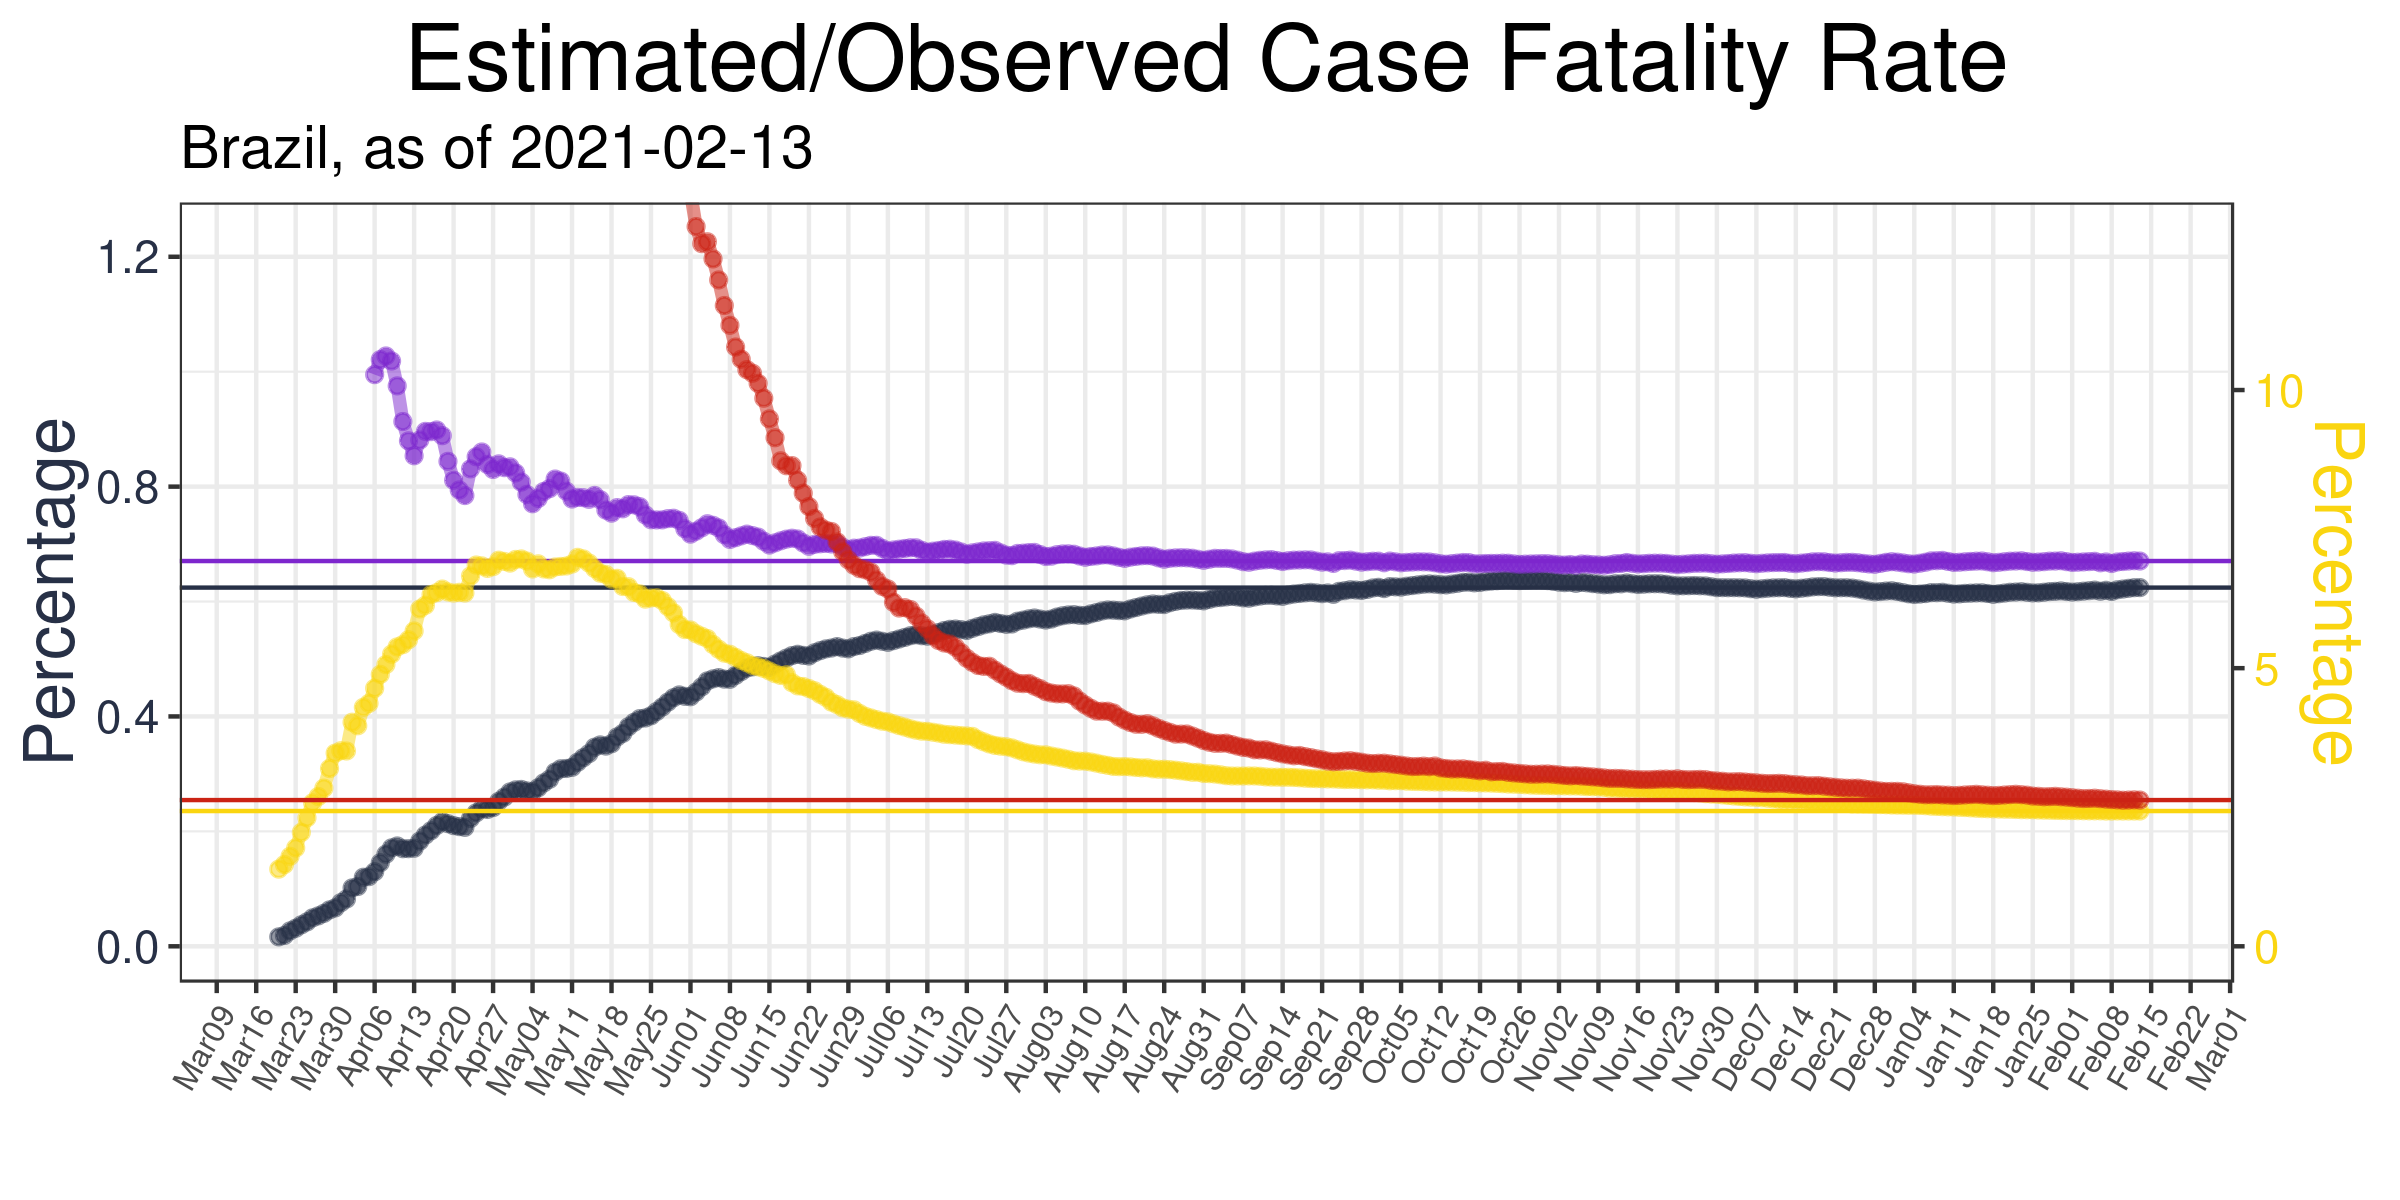 Estimated/Observed Case Fatality Rate
Brazil, as of 2021-02-13
Percentage
1.2
0.8
0.4
0.0
10
5
0
Percentage
Mar09
Mar16
Mar23
Mar30
Apr06
Apr13
Apr20
Apr27
May04
May11
May18
May25
Jun01
Jun08
Jun15
Jun22
Jun29
Jul06
Jul13
Jul20
Jul27
Aug03
Aug10
Aug17
Aug24
Aug31
Sep07
Sep14
Sep21
Sep28
Oct05
Oct12
Oct19
Oct26
Nov02
Nov09
Nov16
Nov23
Nov30
Dec07
Dec14
Dec21
Dec28
Jan04
Jan11
Jan18
Jan25
Feb01
Feb08
Feb15
Feb22
Mar01